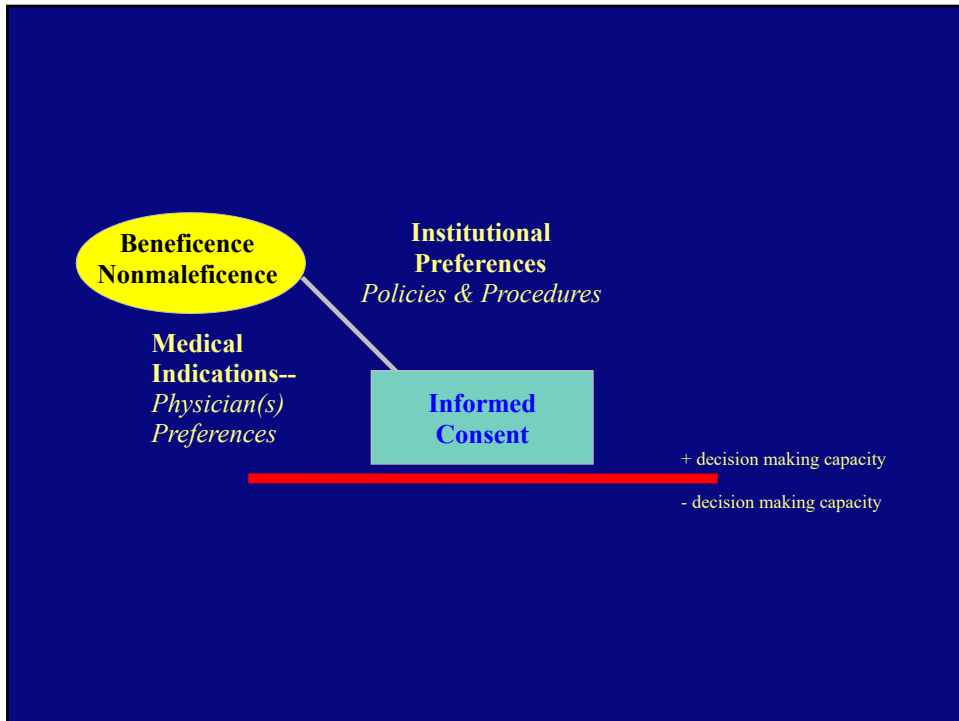 Beneficence
Nonmaleficence
Institutional
Preferences
Policies & Procedures
Medical
Indications--
Physician(s)
Preferences
Informed
Consent
+ decision making capacity
- decision making capacity